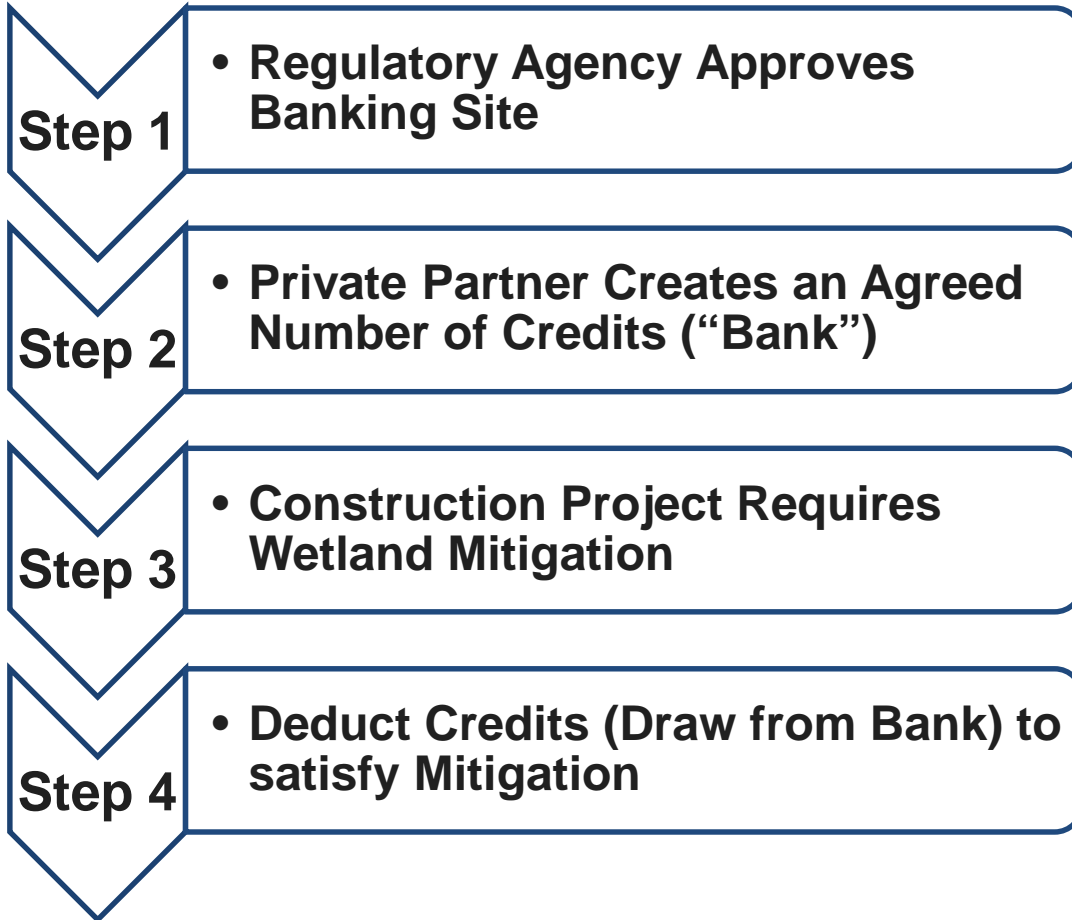 Step 1
• Regulatory Agency Approves
Banking Site
Step 2
• Private Partner Creates an Agreed
Number of Credits (“Bank”)
Step 3
• Construction Project Requires
Wetland Mitigation
Step 4
• Deduct Credits (Draw from Bank) to
satisfy Mitigation